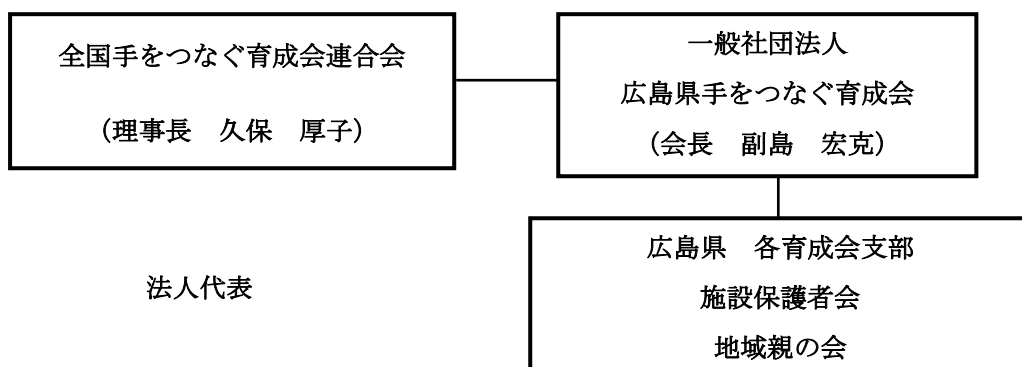 全国手をつなぐ育成会連合会
（理事長　久保　厚子）
一般社団法人
広島県手をつなぐ育成会
（会長　副島　宏克）
広島県　各育成会支部
施設保護者会
地域親の会
法人代表